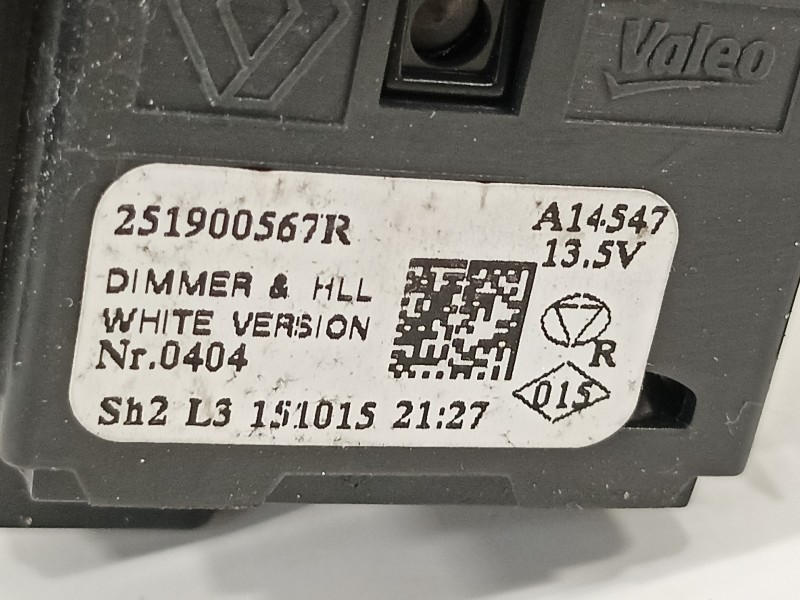 Valeo
251900567R
A14547
13.5V
DIMMER & HLL
WHITE VERSION
Nr.0404
R
015
Sh2 L3 151015 21:27